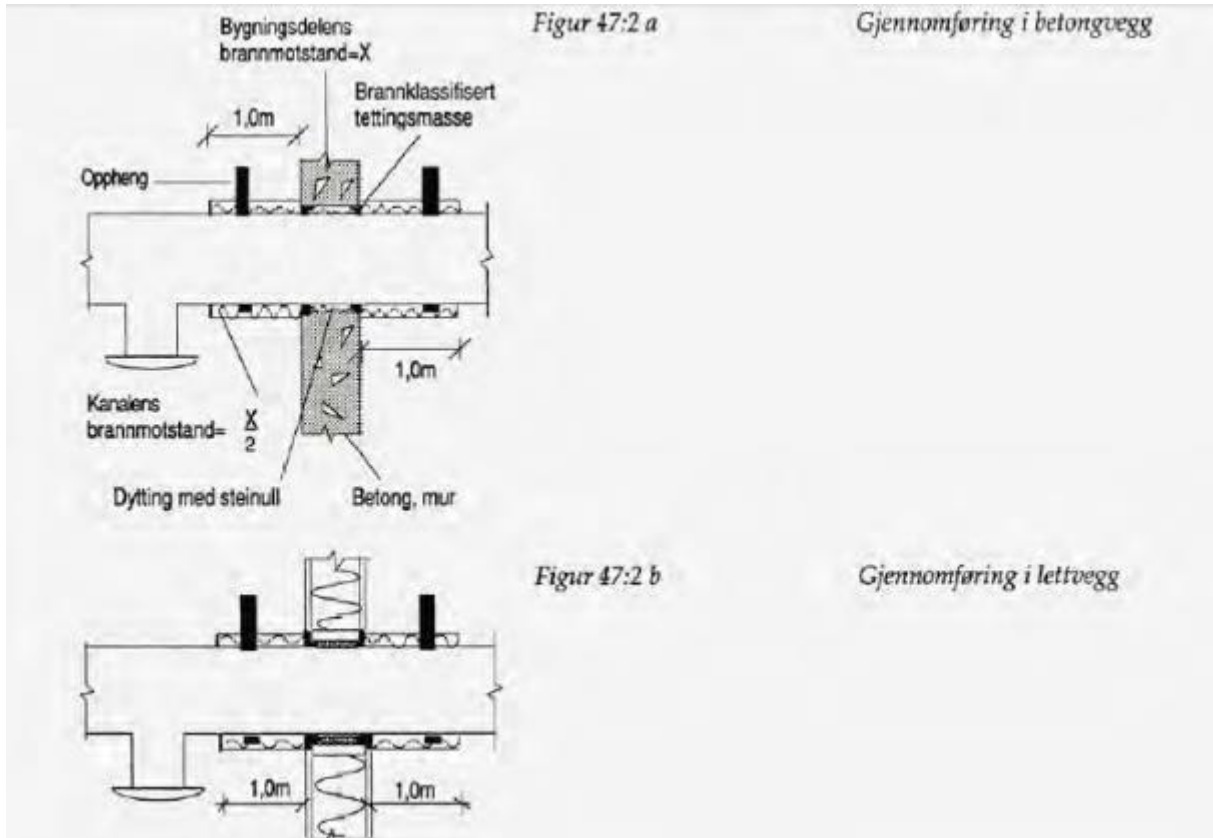 Figur 47:2 a
Gjennomføring i betongvegg
Bygningsdelens
brannmotstand=X
Brannklassifisert
tettingsmasse
1,0m
Oppheng
1,0m
Kanalens
brannmotstand= X
2
Dytting med steinull
Betong, mur
Figur 47:2 b
Gjennomføring i lettvegg
1,0m
1,0m